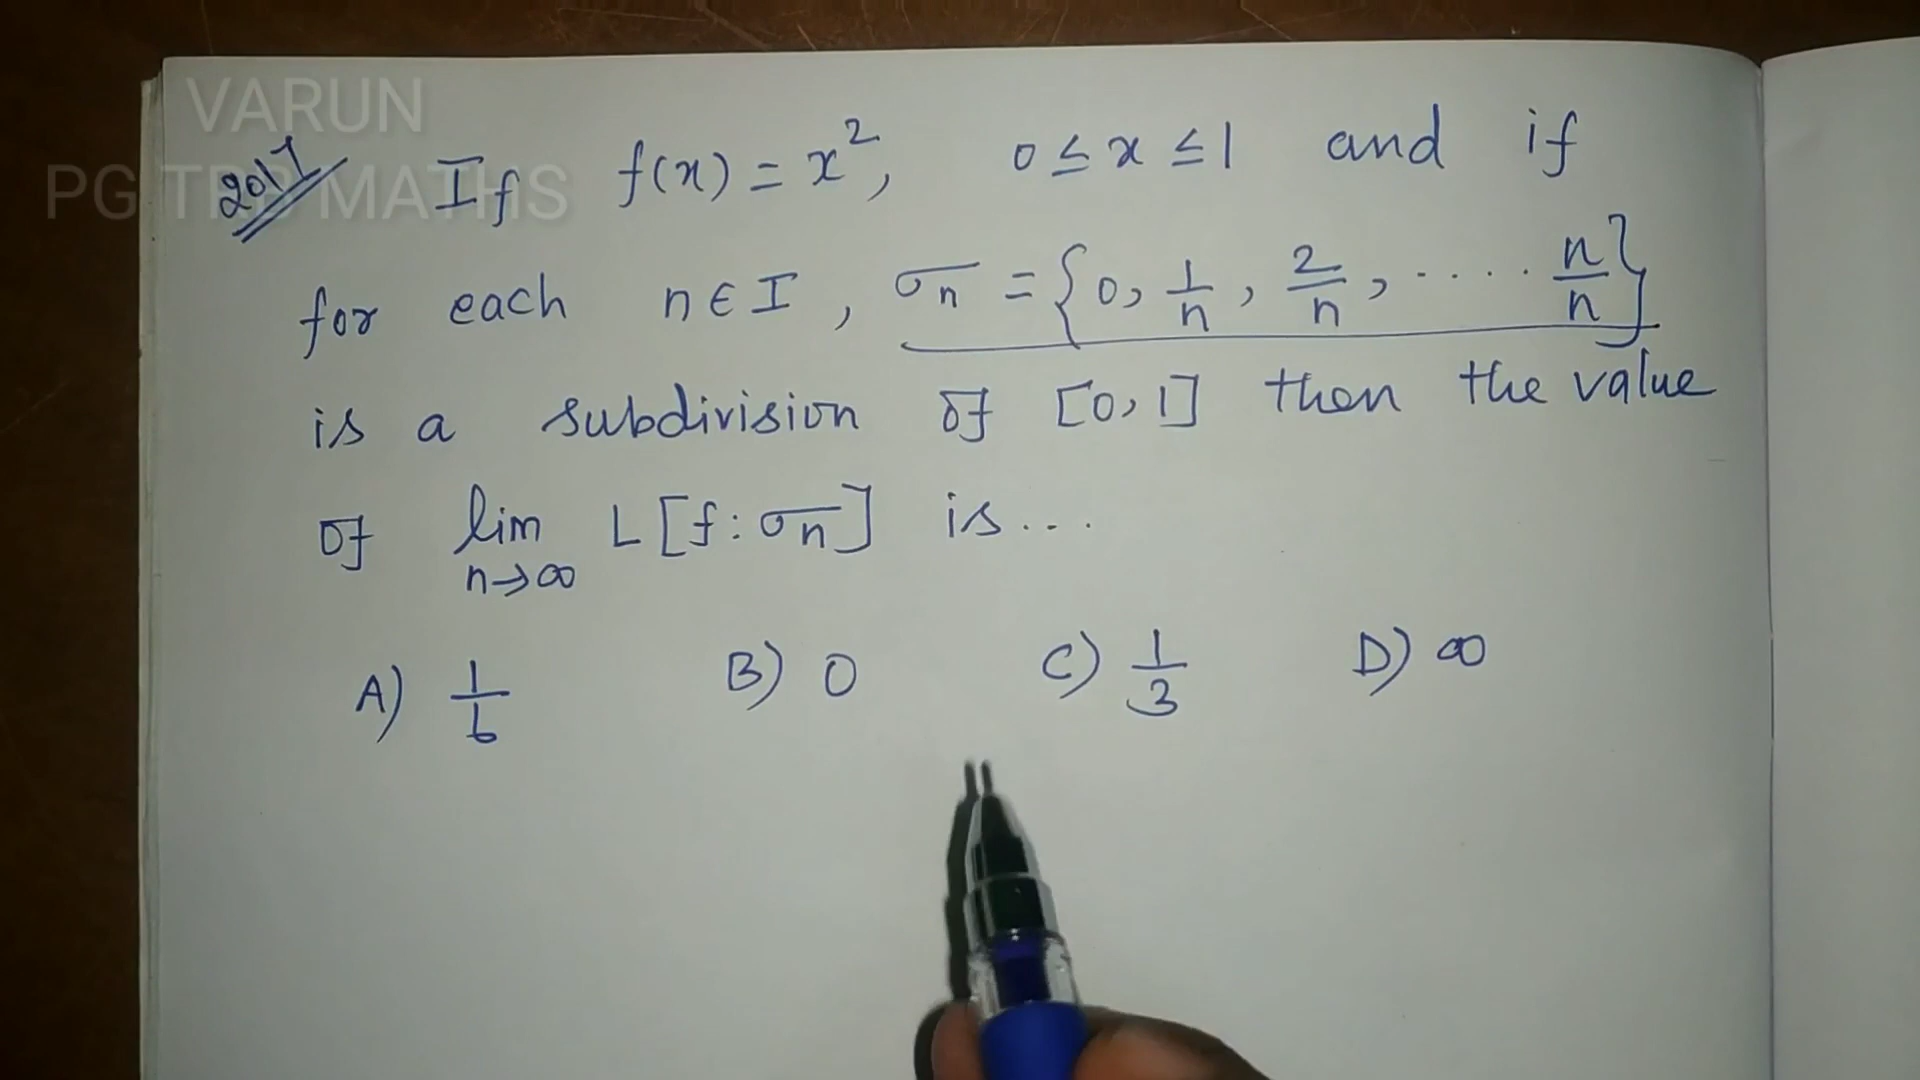 VARUN
PG TRB MATHS
2017 If f(x) = x², 0 ≤ x ≤ 1 and if
for each n ∈ I, σn = {0, 1/n, 2/n, ..... n/n}
is a subdivision of [0,1] then the value
of lim n→∞ L[f:σn] is...
A) 1/6 B) 0 C) 1/3 D) ∞